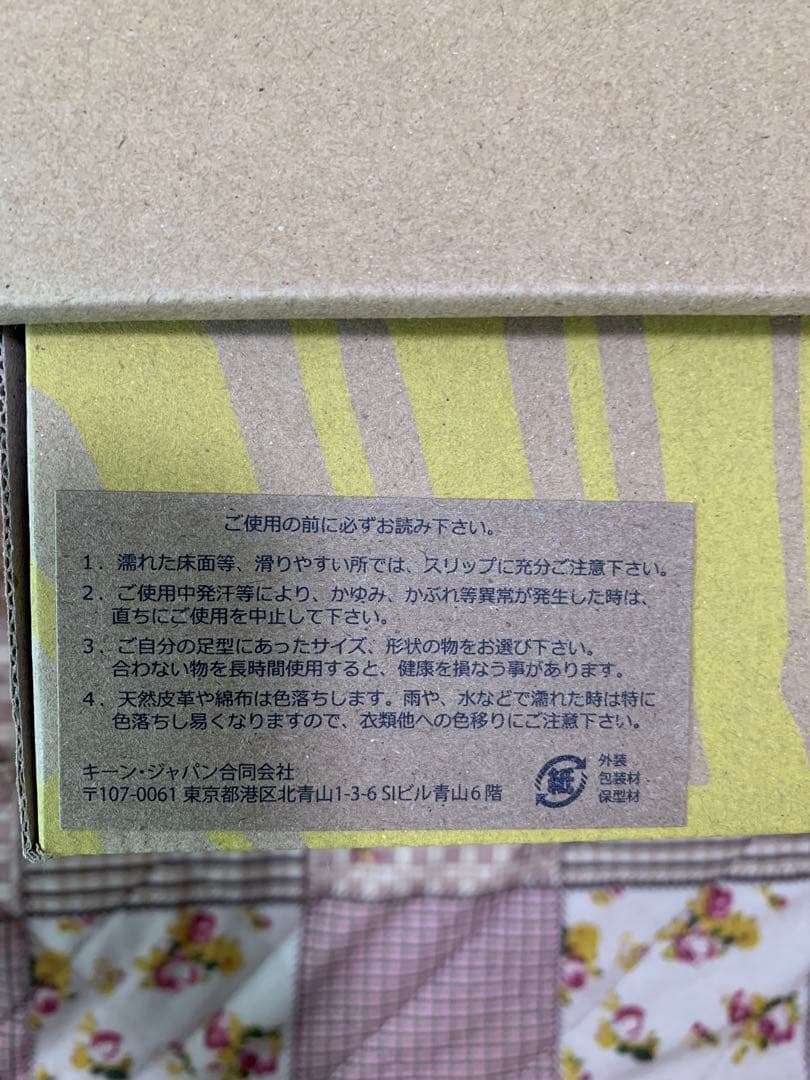 ご使用の前に必ずお読み下さい。
1．濡れた床面等、滑りやすい所では、スリップに充分ご注意下さい。
2．ご使用中発汗等により、かゆみ、かぶれ等異常が発生した時は、
直ちにご使用を中止して下さい。
3．ご自分の足型にあったサイズ、形状の物をお選び下さい。
合わない物を長時間使用すると、健康を損なう事があります。
4．天然皮革や綿布は色落ちします。雨や、水などで濡れた時は特に
色落ちし易くなりますので、衣類他への色移りにご注意下さい。
キーン・ジャパン合同会社
〒107-0061 東京都港区北青山1-3-6 SIビル青山6階
紙
外装
包装材
保型材